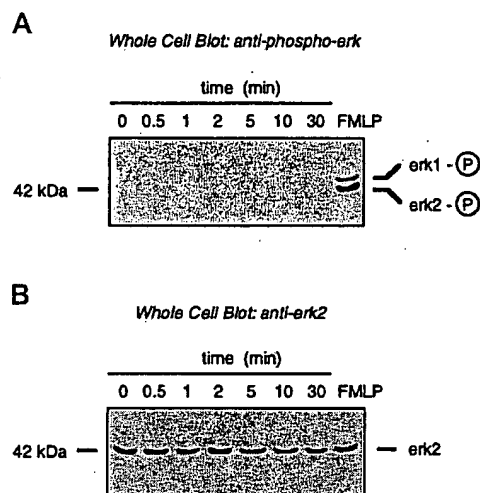 A
Whole Cell Blot: anti-phospho-erk
time (min)
0 0.5 1 2 5 10 30 FMLP
erk1 - P
42 kDa
erk2 - P
B
Whole Cell Blot: anti-erk2
time (min)
0 0.5 1 2 5 10 30 FMLP
42 kDa
erk2